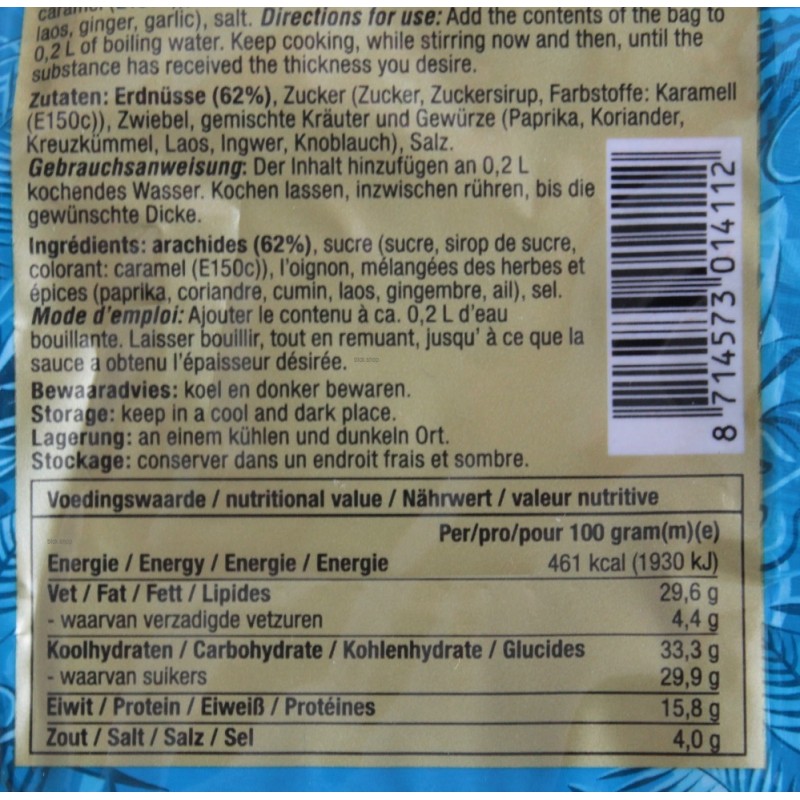 laos, ginger, garlic), salt. Directions for use: Add the contents of the bag to
0,2 L of boiling water. Keep cooking, while stirring now and then, until the
substance has received the thickness you desire.
Zutaten: Erdnüsse (62%), Zucker (Zucker, Zuckersirup, Farbstoffe: Karamell
(E150c)), Zwiebel, gemischte Kräuter und Gewürze (Paprika, Koriander,
Kreuzkümmel, Laos, Ingwer, Knoblauch), Salz.
Gebrauchsanweisung: Der Inhalt hinzufügen an 0,2 L
kochendes Wasser. Kochen lassen, inzwischen rühren, bis die
gewünschte Dicke.
Ingrédients: arachides (62%), sucre (sucre, sirop de sucre,
colorant: caramel (E150c)), l'oignon, mélangées des herbes et
épices (paprika, coriandre, cumin, laos, gingembre, ail), sel.
Mode d'emploi: Ajouter le contenu à ca. 0,2 L d'eau
bouillante. Laisser bouillir, tout en remuant, jusqu' à ce que la
sauce a obtenu l'épaisseur désirée.
Bewaaradvies: koel en donker bewaren.
Storage: keep in a cool and dark place.
Lagerung: an einem kühlen und dunkeln Ort.
Stockage: conserver dans un endroit frais et sombre.
8 714573 014112
Voedingswaarde / nutritional value / Nährwert / valeur nutritive
Per/pro/pour 100 gram(m)(e)
Energie / Energy / Energie / Energie 461 kcal (1930 kJ)
Vet / Fat / Fett / Lipides 29,6 g
- waarvan verzadigde vetzuren 4,4 g
Koolhydraten / Carbohydrate / Kohlenhydrate / Glucides 33,3 g
- waarvan suikers 29,9 g
Eiwit / Protein / Eiweiß / Protéines 15,8 g
Zout / Salt / Salz / Sel 4,0 g